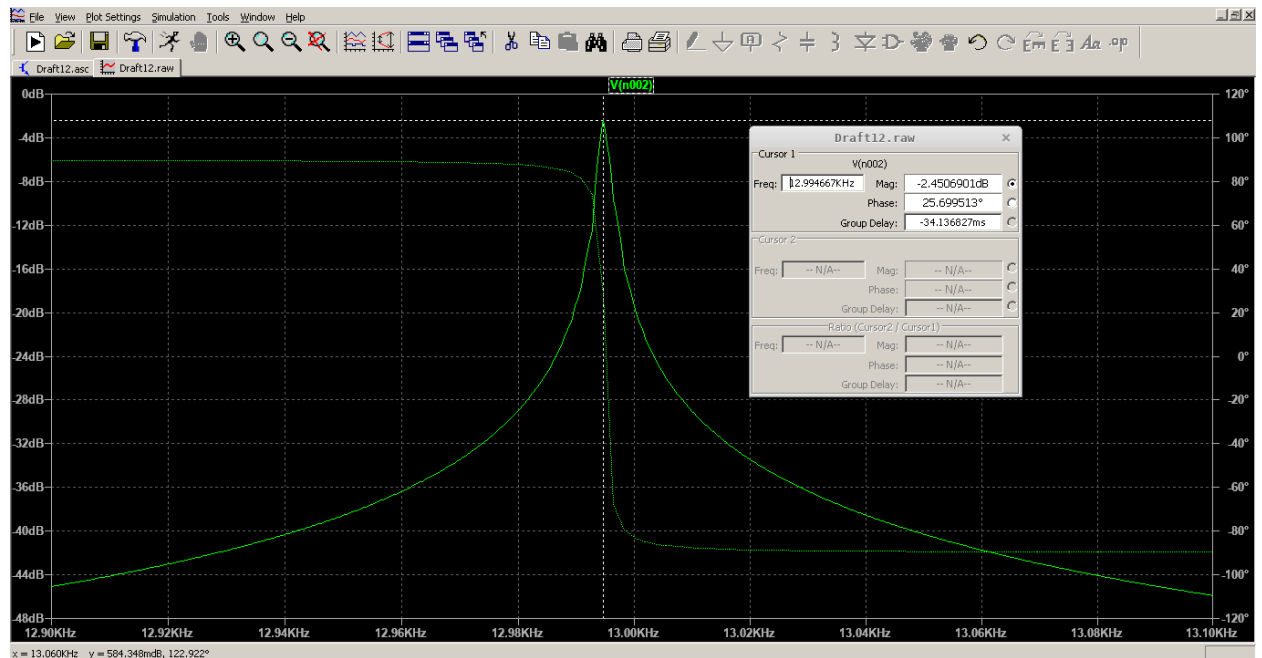 File View Plot Settings Simulation Tools Window Help
Draft12.asc Draft12.raw
V(n002)
0dB
-4dB
-8dB
-12dB
-16dB
-20dB
-24dB
-28dB
-32dB
-36dB
-40dB
-44dB
-48dB
120°
100°
80°
60°
40°
20°
0°
-20°
-40°
-60°
-80°
-100°
-120°
Draft12.raw
Cursor 1
V(n002)
Freq: 12.994667KHz Mag: -2.4506901dB
Phase: 25.699513°
Group Delay: -34.136827ms
Cursor 2
Freq: -- N/A-- Mag: -- N/A--
Phase: -- N/A--
Group Delay: -- N/A--
Ratio (Cursor2 / Cursor1)
Freq: -- N/A-- Mag: -- N/A--
Phase: -- N/A--
Group Delay: -- N/A--
12.90KHz 12.92KHz 12.94KHz 12.96KHz 12.98KHz 13.00KHz 13.02KHz 13.04KHz 13.06KHz 13.08KHz 13.10KHz
x = 13.060KHz y = 584.348mdB, 122.922°